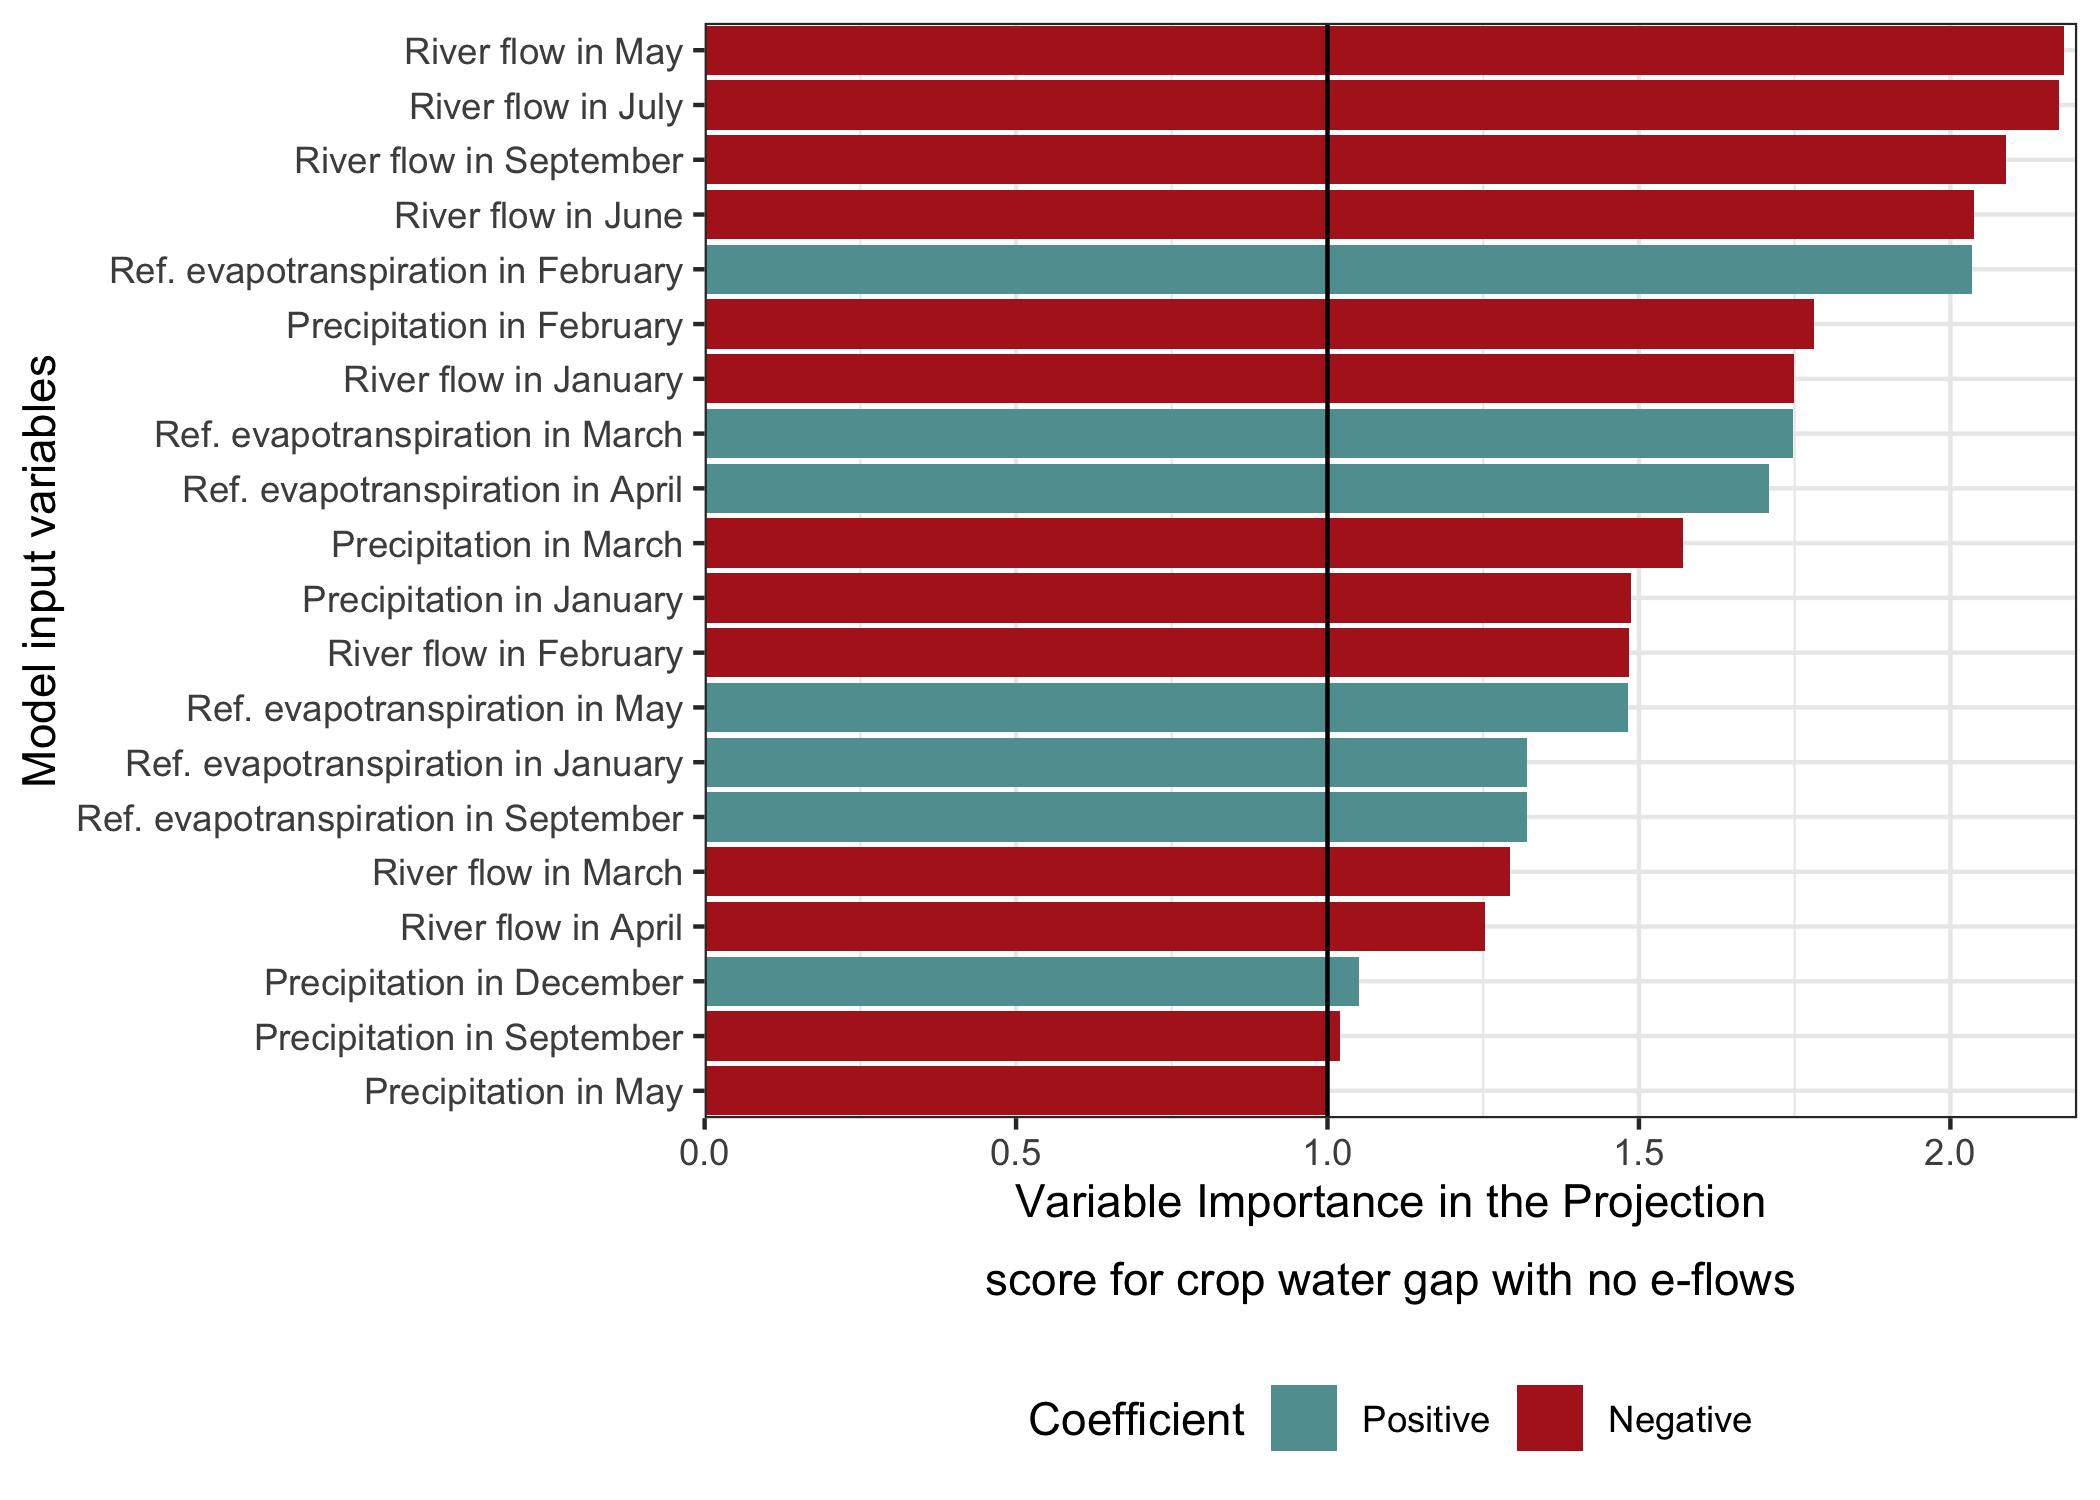 River flow in May
River flow in July
River flow in September
River flow in June
Ref. evapotranspiration in February
Precipitation in February
River flow in January
Ref. evapotranspiration in March
Ref. evapotranspiration in April
Precipitation in March
Precipitation in January
River flow in February
Ref. evapotranspiration in May
Ref. evapotranspiration in January
Ref. evapotranspiration in September
River flow in March
River flow in April
Precipitation in December
Precipitation in September
Precipitation in May
Model input variables
0.0 0.5 1.0 1.5 2.0
Variable Importance in the Projection
score for crop water gap with no e-flows
Coefficient Positive Negative